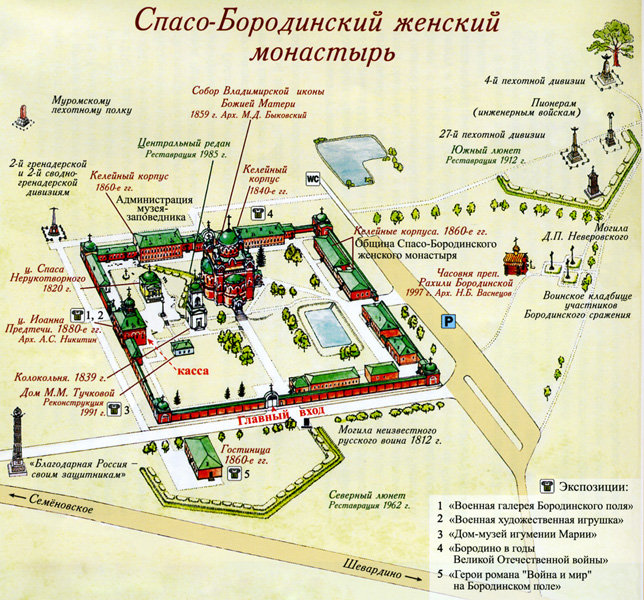 Спасо-Бородинский женский
монастырь
Собор Владимирской иконы
Божией Матери
1859 г. Арх. М.Д. Быковский
4-й пехотной дивизии
Муромскому
пехотному полку
Пионерам
(инженерным войскам)
Центральный редан
Реставрация 1985 г.
27-й пехотной дивизии
Южный люнет
Реставрация 1912 г.
2-й гренадерской
и 2-й сводно-
гренадерской
дивизиям
Келейный корпус
1860-е гг.
Келейный
корпус
1840-е гг.
WC
Администрация
музея-
заповедника
4
Келейные корпуса. 1860-е гг.
Община Спасо-Бородинского
женского монастыря
Могила
Д.П. Неверовского
ц. Спаса
Нерукотворного
1820 г.
Часовня преп.
Рахили Бородинской
1997 г. Арх. Н.Б. Васнецов
Воинское кладбище
участников
Бородинского сражения
1, 2
ц. Иоанна
Предтечи. 1880-е гг.
Арх. А.С. Никитин
P
касса
Колокольня. 1839 г.
Дом М.М. Тучковой
Реконструкция
1991 г.
3
Главный вход
Могила неизвестного
русского воина 1812 г.
Гостиница
1860-е гг.
5
«Благодарная Россия –
своим защитникам»
Северный люнет
Реставрация 1962 г.
Семёновское
Шевардино
Экспозиции:
1 «Военная галерея Бородинского поля»
2 «Военная художественная игрушка»
3 «Дом-музей игумении Марии»
4 «Бородино в годы
Великой Отечественной войны»
5 «Герои романа "Война и мир"
на Бородинском поле»